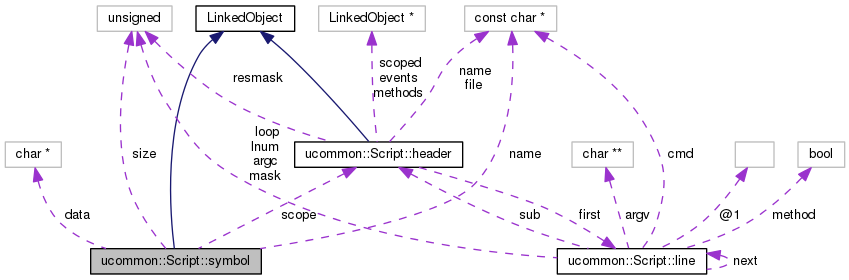 unsigned
LinkedObject
LinkedObject *
const char *
resmask
scoped
events
methods
name
file
loop
lnum
argc
mask
char *
size
ucommon::Script::header
name
char **
cmd
bool
data
scope
sub
first
argv
@1
method
next
ucommon::Script::symbol
ucommon::Script::line